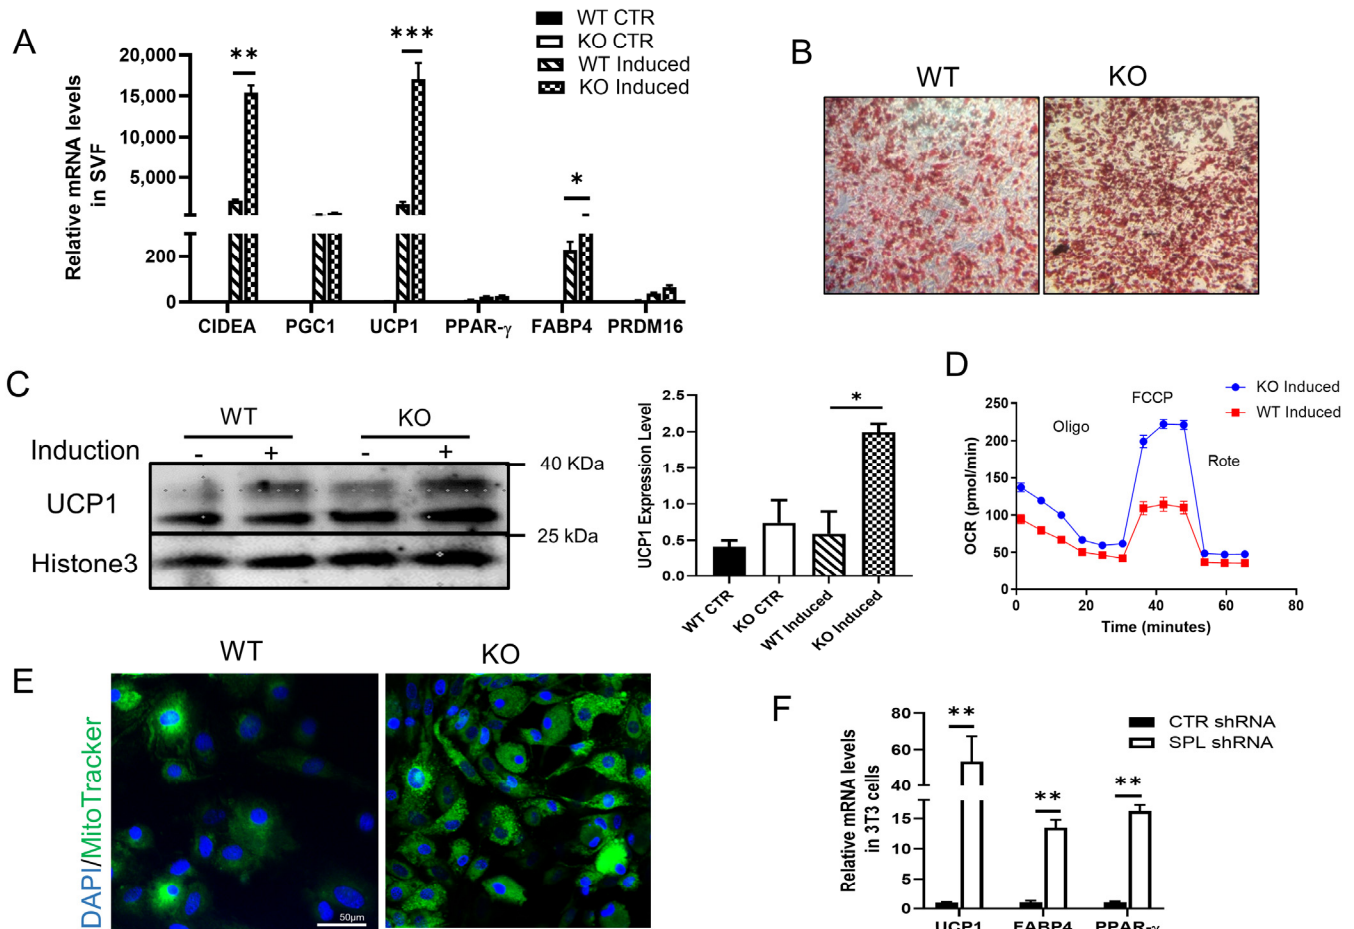 A
WT CTR
KO CTR
WT Induced
KO Induced
Relative mRNA levels
in SVF
20,000
15,000
10,000
5,000
200
0
**
***
*
CIDEA PGC1 UCP1 PPAR-γ FABP4 PRDM16
B
WT KO
C
WT KO
Induction - + - +
40 KDa
UCP1
25 kDa
Histone3
UCP1 Expression Level
2.5
2.0
1.5
1.0
0.5
0.0
*
WT CTR
KO CTR
WT Induced
KO Induced
D
KO Induced
WT Induced
FCCP
Oligo
Rote
OCR (pmol/min)
250
200
150
100
50
0
0 20 40 60 80
Time (minutes)
E
WT KO
DAPI/MitoTracker
50µm
F
CTR shRNA
SPL shRNA
Relative mRNA levels
in 3T3 cells
80
60
40
15
10
5
0
**
**
**
UCP1 FABP4 PPAR-γ